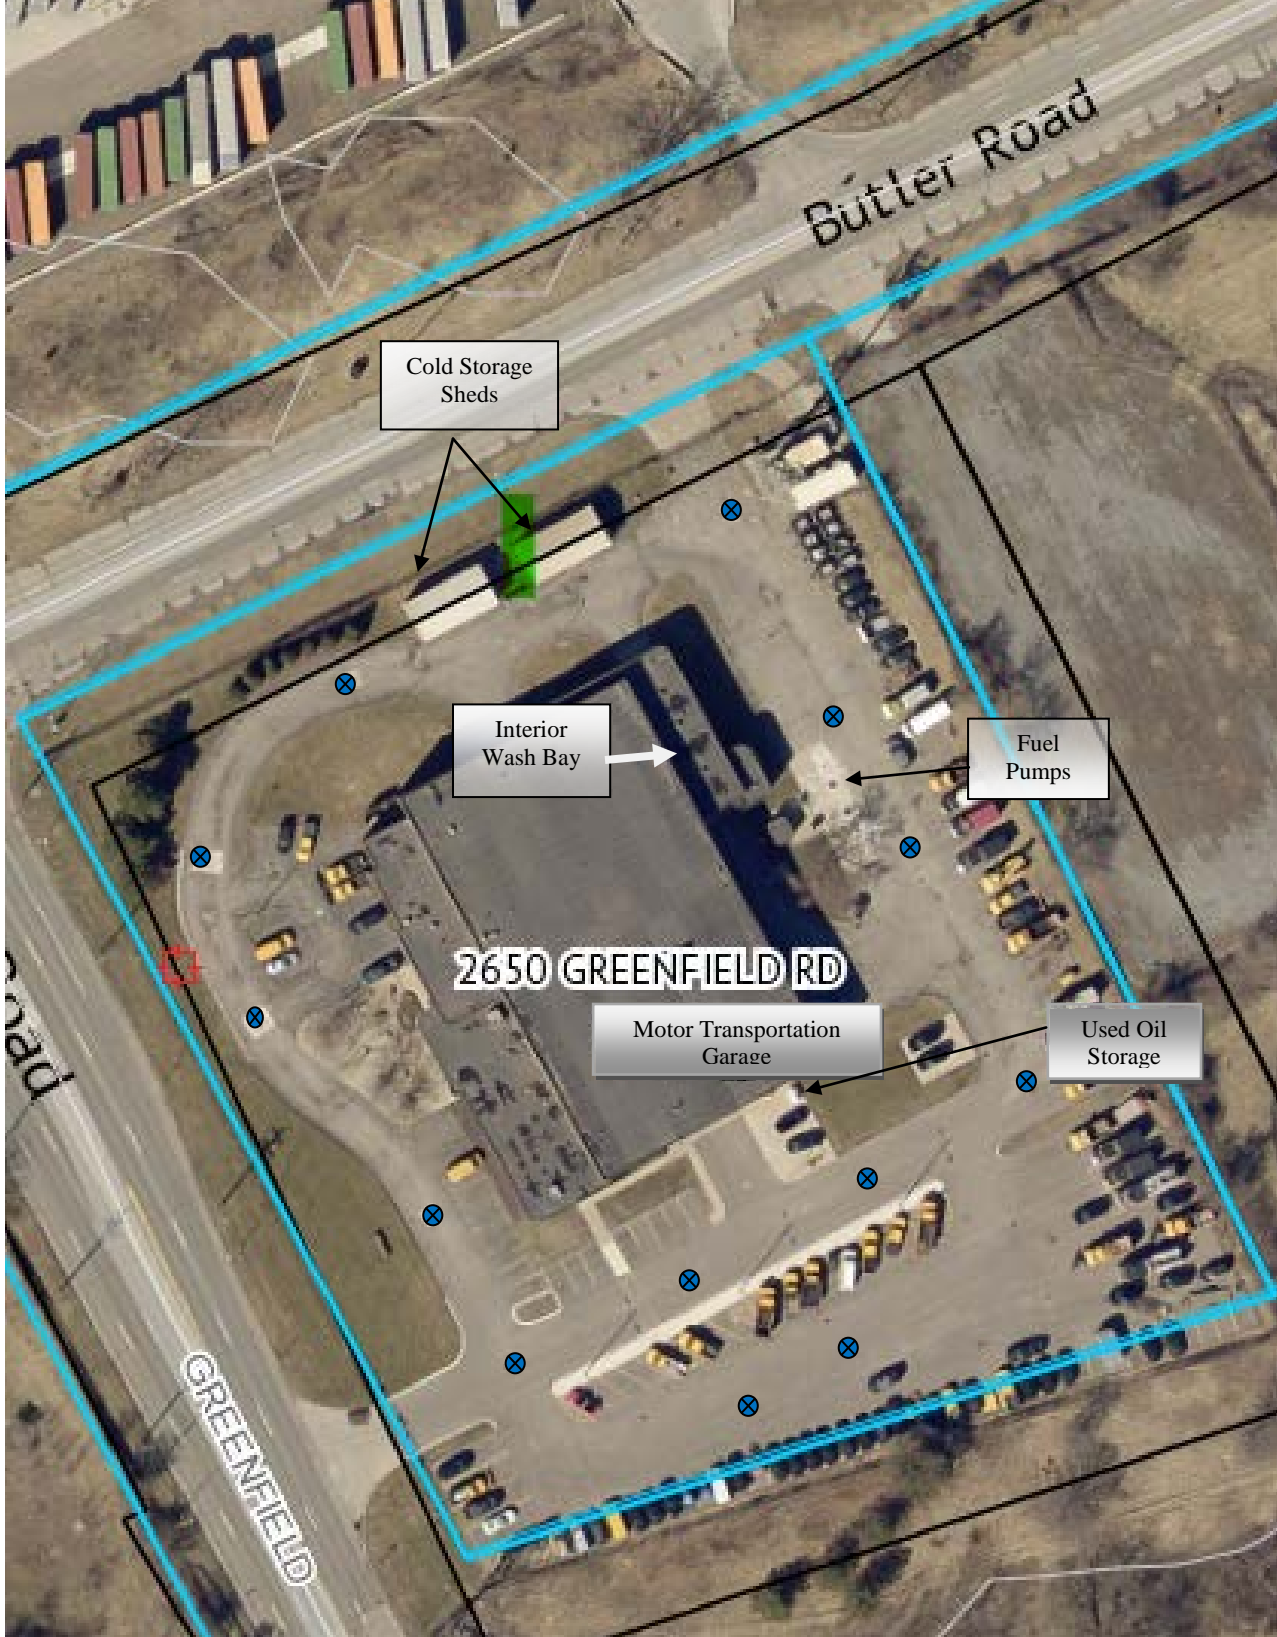 Butler Road
Cold Storage
Sheds
Interior
Wash Bay
Fuel
Pumps
2650 GREENFIELD RD
Motor Transportation
Garage
Used Oil
Storage
oad
GREENFIELD